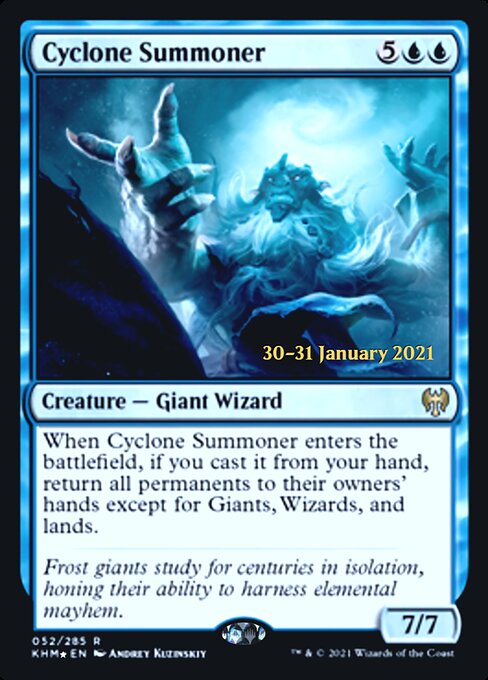 Cyclone Summoner 5
30–31 January 2021
Creature — Giant Wizard
When Cyclone Summoner enters the
battlefield, if you cast it from your hand,
return all permanents to their owners'
hands except for Giants, Wizards, and
lands.
Frost giants study for centuries in isolation,
honing their ability to harness elemental
mayhem.
7/7
052/285 R
KHM★EN Andrey Kuzinskiy
™ & © 2021 Wizards of the Coast